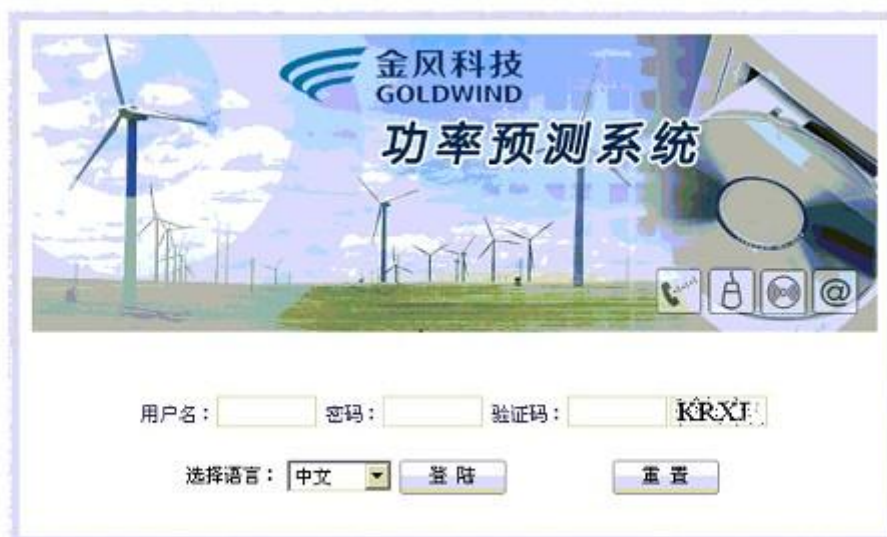 金风科技
GOLDWIND
功率预测系统
@
用户名： 密码： 验证码： KRXJ
选择语言： 中文 登 陆 重 置